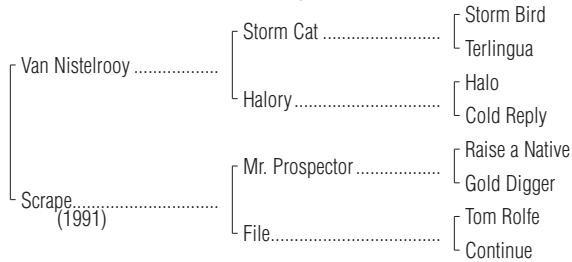 Storm Bird
Storm Cat ........................
Terlingua
Van Nistelrooy .................
Halo
Halory .............................
Cold Reply
Raise a Native
Mr. Prospector .................
Gold Digger
Scrape.............................
(1991)
Tom Rolfe
File..................................
Continue